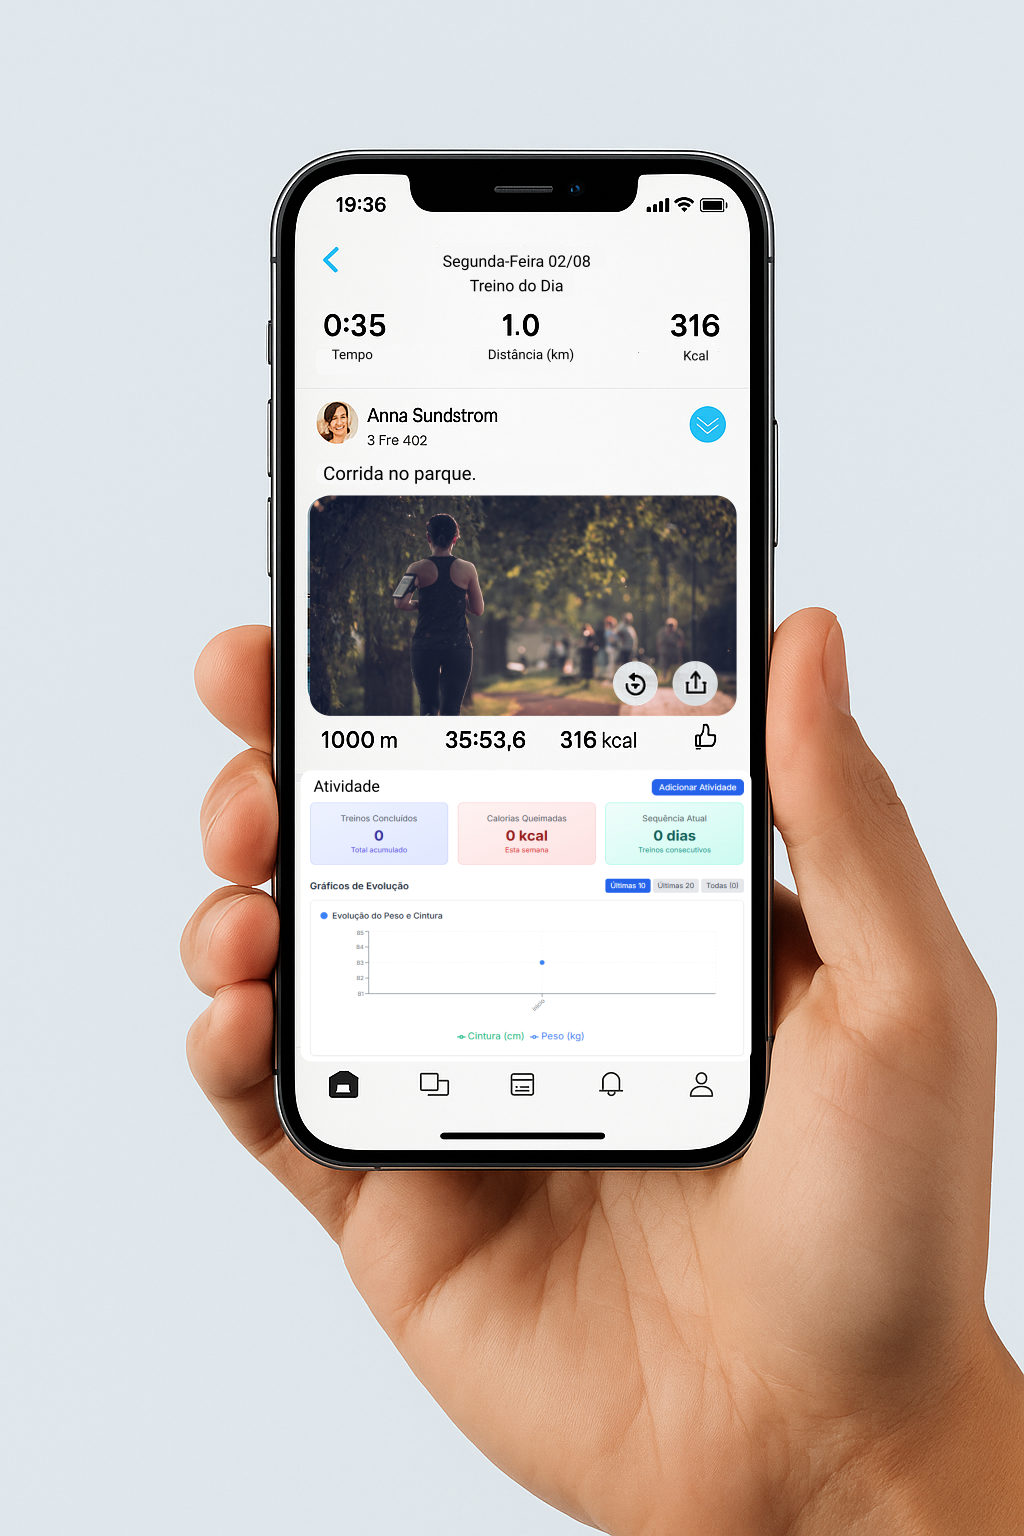 19:36
Segunda-Feira 02/08
Treino do Dia
0:35 1.0 316
Tempo Distância (km) Kcal
Anna Sundstrom
3 Fre 402
Corrida no parque.
1000 m 35:53,6 316 kcal
Atividade Adicionar Atividade
Treinos Concluídos Calorias Queimadas Sequência Atual
0 0 kcal 0 dias
Total acumulado Esta semana Treinos consecutivos
Gráficos de Evolução Últimas 10 Últimas 20 Todas (0)
Evolução do Peso e Cintura
85
84
83
82
81
Início
Cintura (cm) Peso (kg)